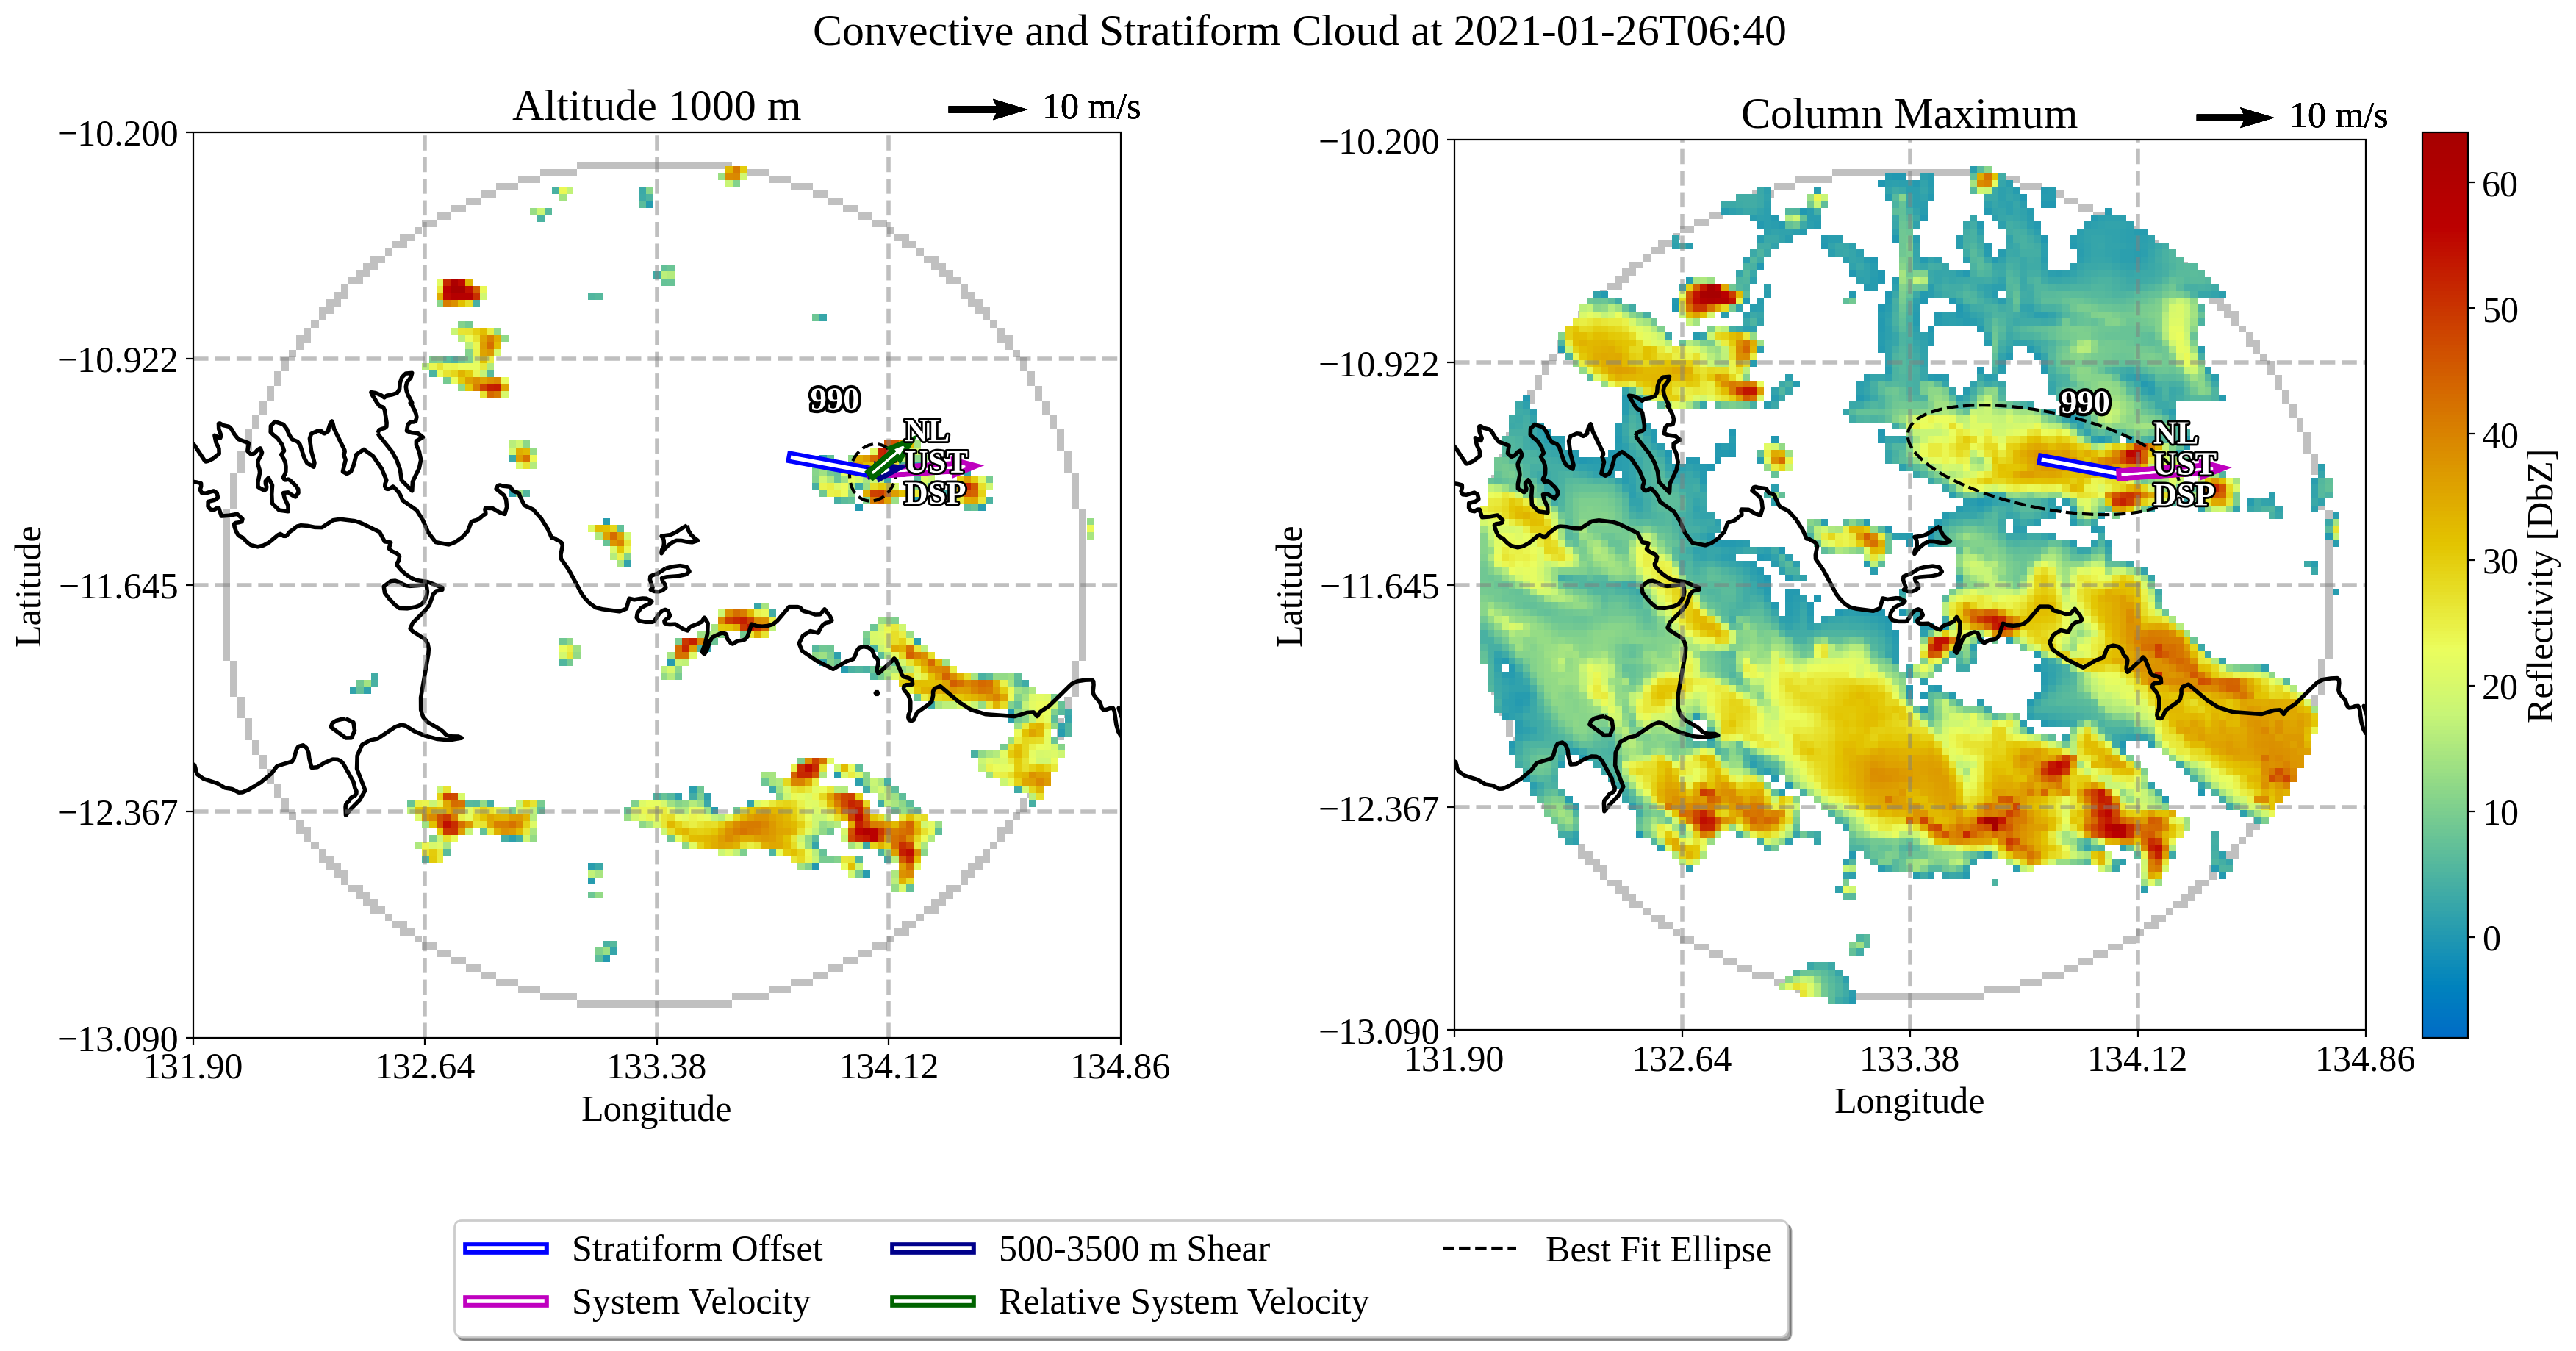 Convective and Stratiform Cloud at 2021-01-26T06:40
Altitude 1000 m
10 m/s
Latitude
−10.200
−10.922
−11.645
−12.367
−13.090
990
NL
UST
DSP
131.90 132.64 133.38 134.12 134.86
Longitude
Column Maximum
10 m/s
Latitude
−10.200
−10.922
−11.645
−12.367
−13.090
990
NL
UST
DSP
131.90 132.64 133.38 134.12 134.86
Longitude
60
50
40
30
20
10
0
Reflectivity [DbZ]
Stratiform Offset
System Velocity
500-3500 m Shear
Relative System Velocity
Best Fit Ellipse